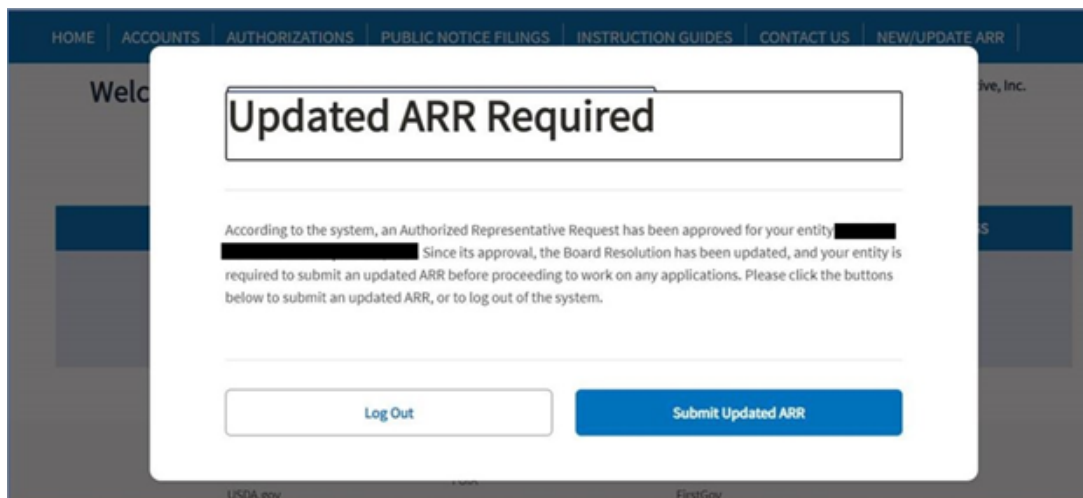 HOME ACCOUNTS AUTHORIZATIONS PUBLIC NOTICE FILINGS INSTRUCTION GUIDES CONTACT US NEW/UPDATE ARR
Welc
ive, Inc.
Updated ARR Required
According to the system, an Authorized Representative Request has been approved for your entity
Since its approval, the Board Resolution has been updated, and your entity is
required to submit an updated ARR before proceeding to work on any applications. Please click the buttons
below to submit an updated ARR, or to log out of the system.
Log Out Submit Updated ARR
USDA.gov FirstGov